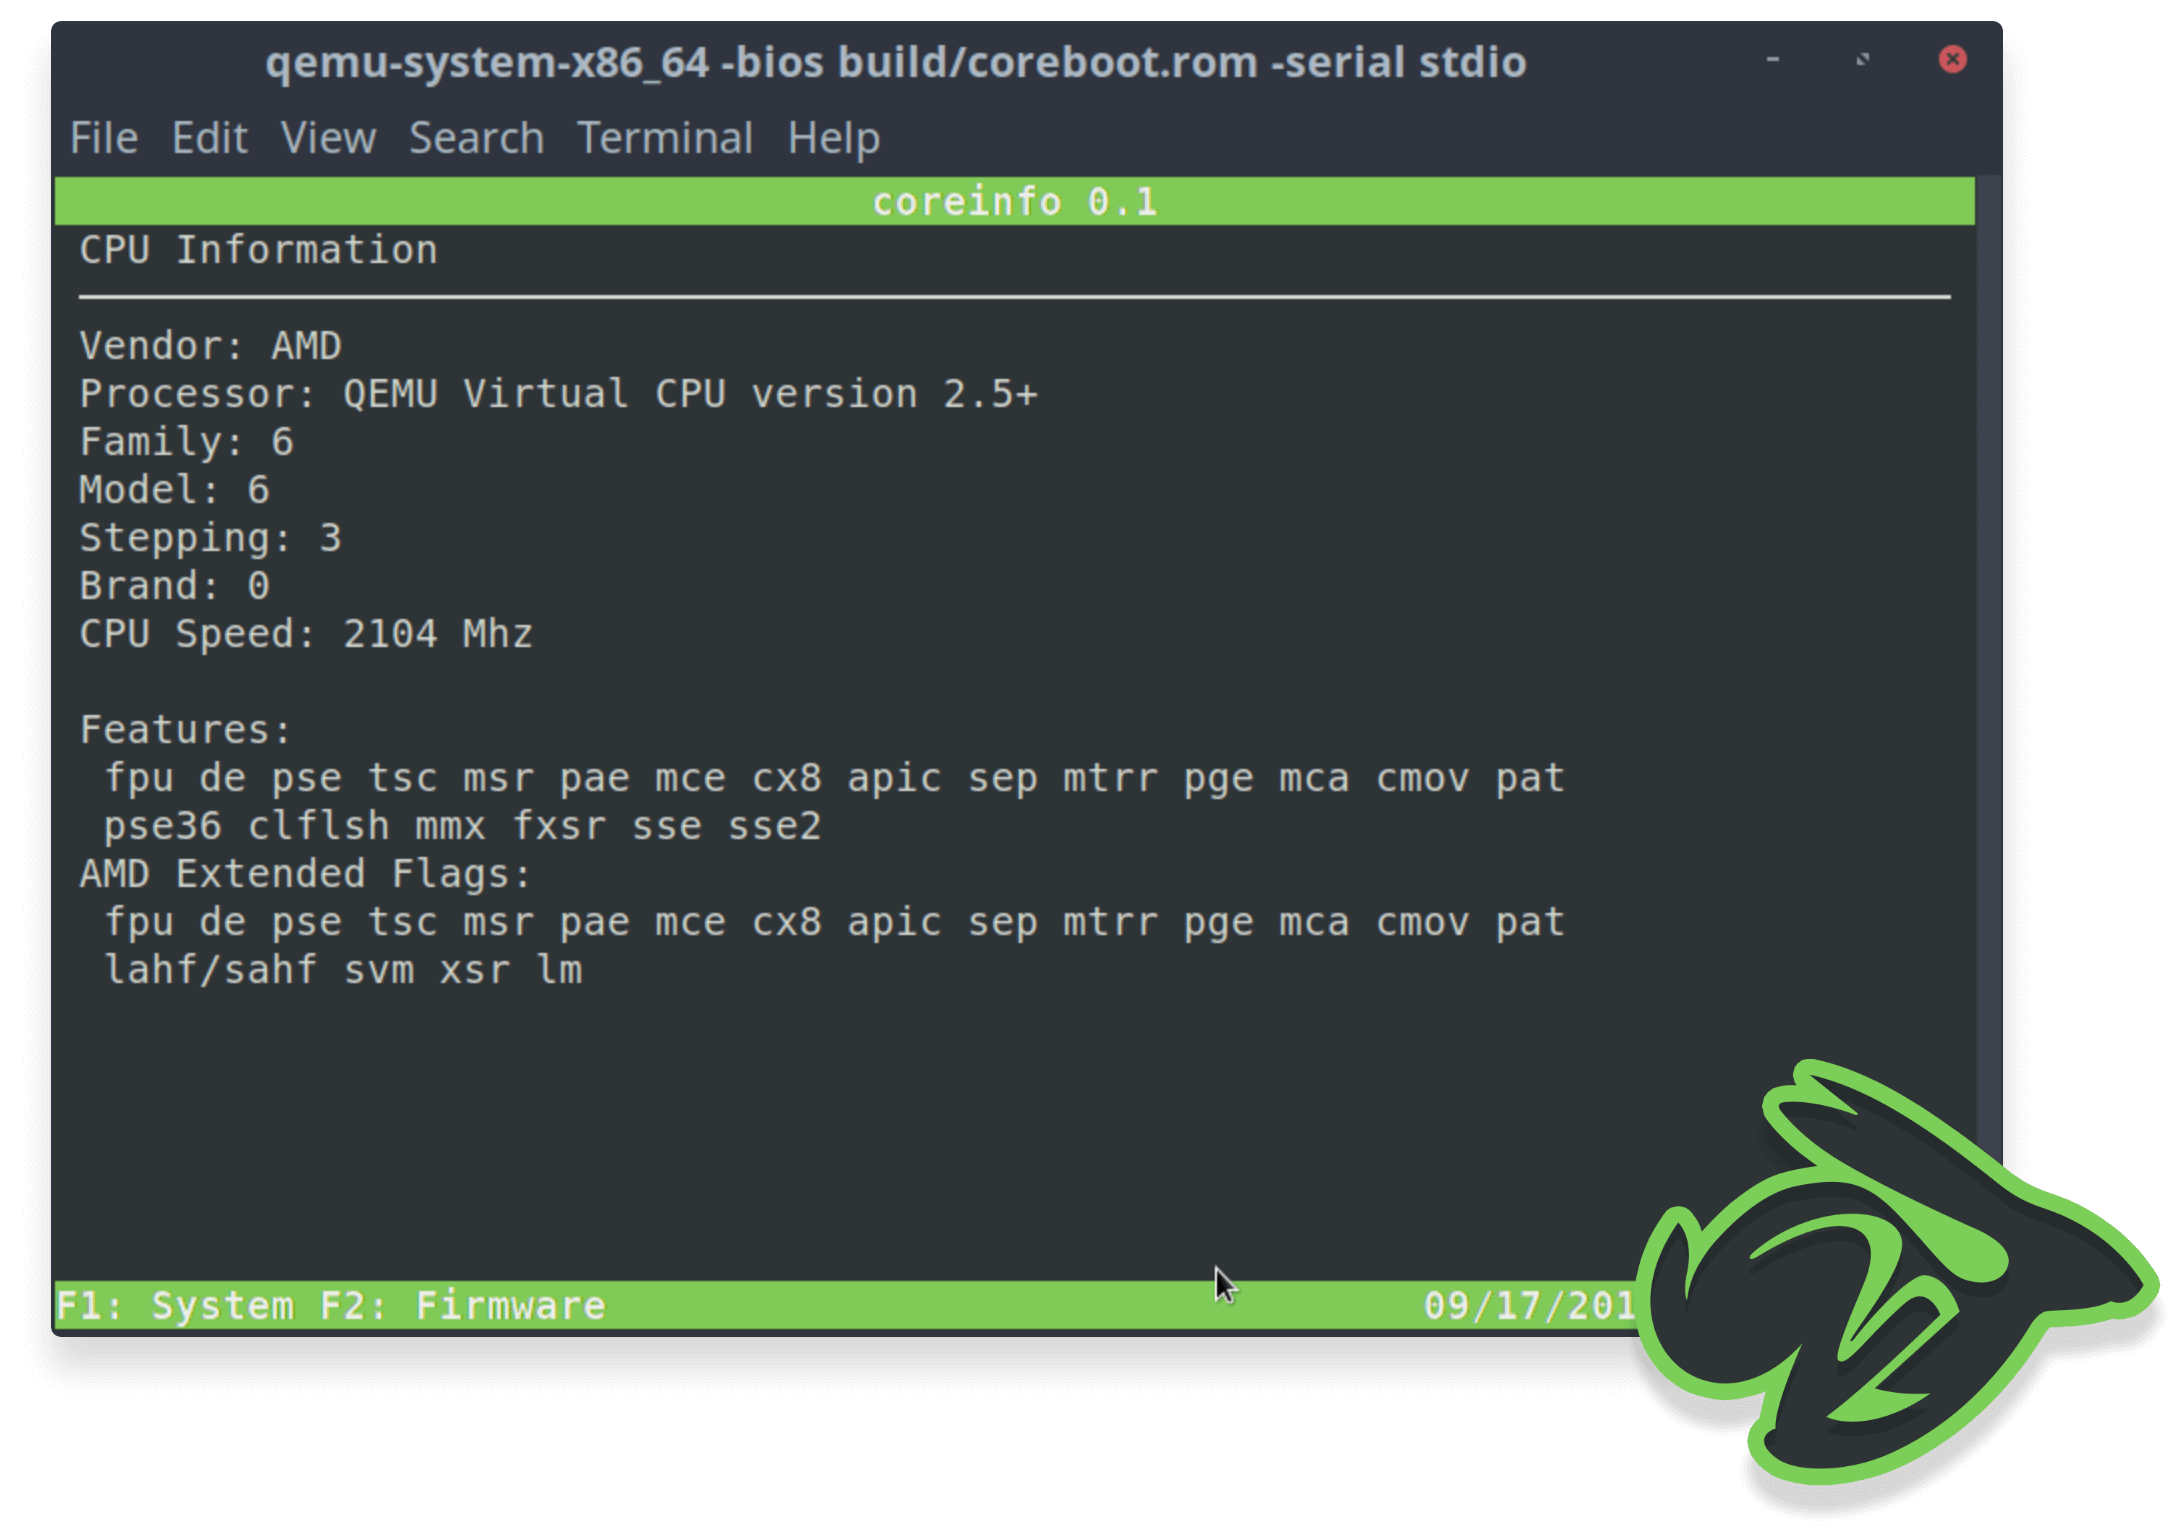 qemu-system-x86_64 -bios build/coreboot.rom -serial stdio
File Edit View Search Terminal Help
coreinfo 0.1
CPU Information
Vendor: AMD
Processor: QEMU Virtual CPU version 2.5+
Family: 6
Model: 6
Stepping: 3
Brand: 0
CPU Speed: 2104 Mhz
Features:
fpu de pse tsc msr pae mce cx8 apic sep mtrr pge mca cmov pat
pse36 clflsh mmx fxsr sse sse2
AMD Extended Flags:
fpu de pse tsc msr pae mce cx8 apic sep mtrr pge mca cmov pat
lahf/sahf svm xsr lm
F1: System F2: Firmware 09/17/201